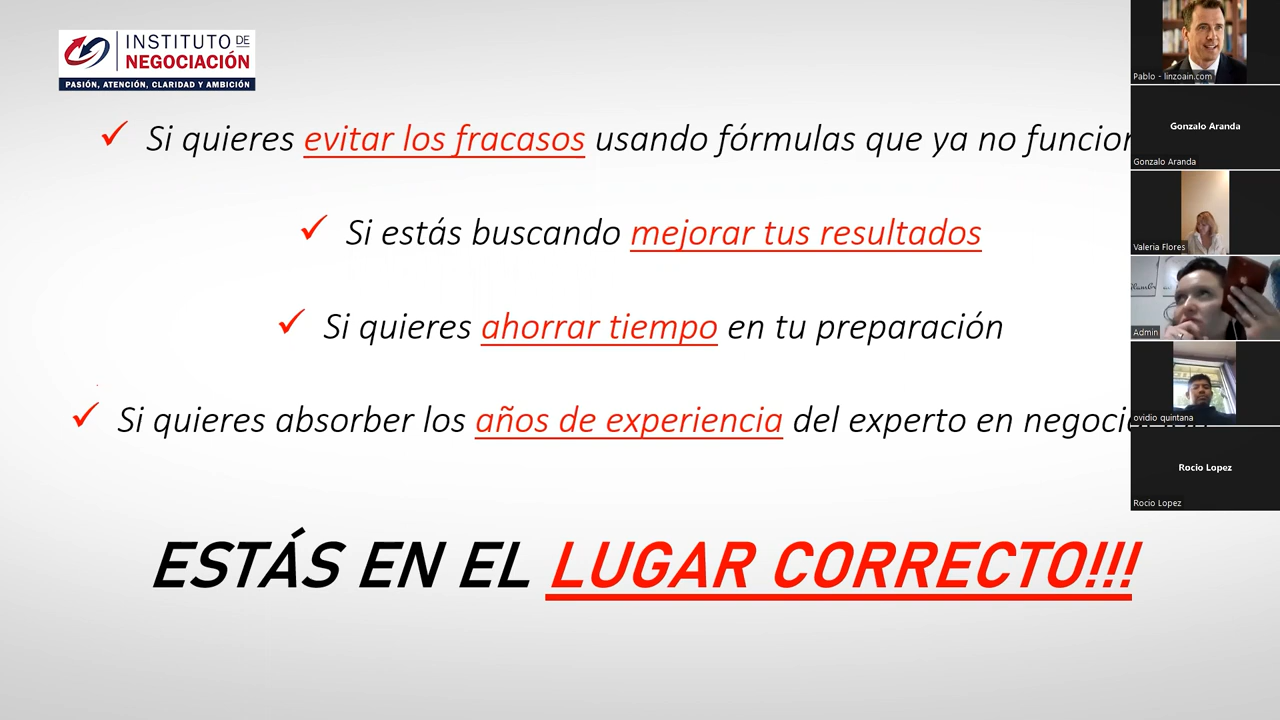 INSTITUTO DE
NEGOCIACIÓN
PASIÓN, ATENCIÓN, CLARIDAD Y AMBICIÓN
Si quieres evitar los fracasos usando fórmulas que ya no funcion
Si estás buscando mejorar tus resultados
Si quieres ahorrar tiempo en tu preparación
Si quieres absorber los años de experiencia del experto en negoci
ESTÁS EN EL LUGAR CORRECTO!!!
Pablo - linzoain.com
Gonzalo Aranda
Gonzalo Aranda
Valeria Flores
Admin
ovidio quintana
Rocio Lopez
Rocio Lopez